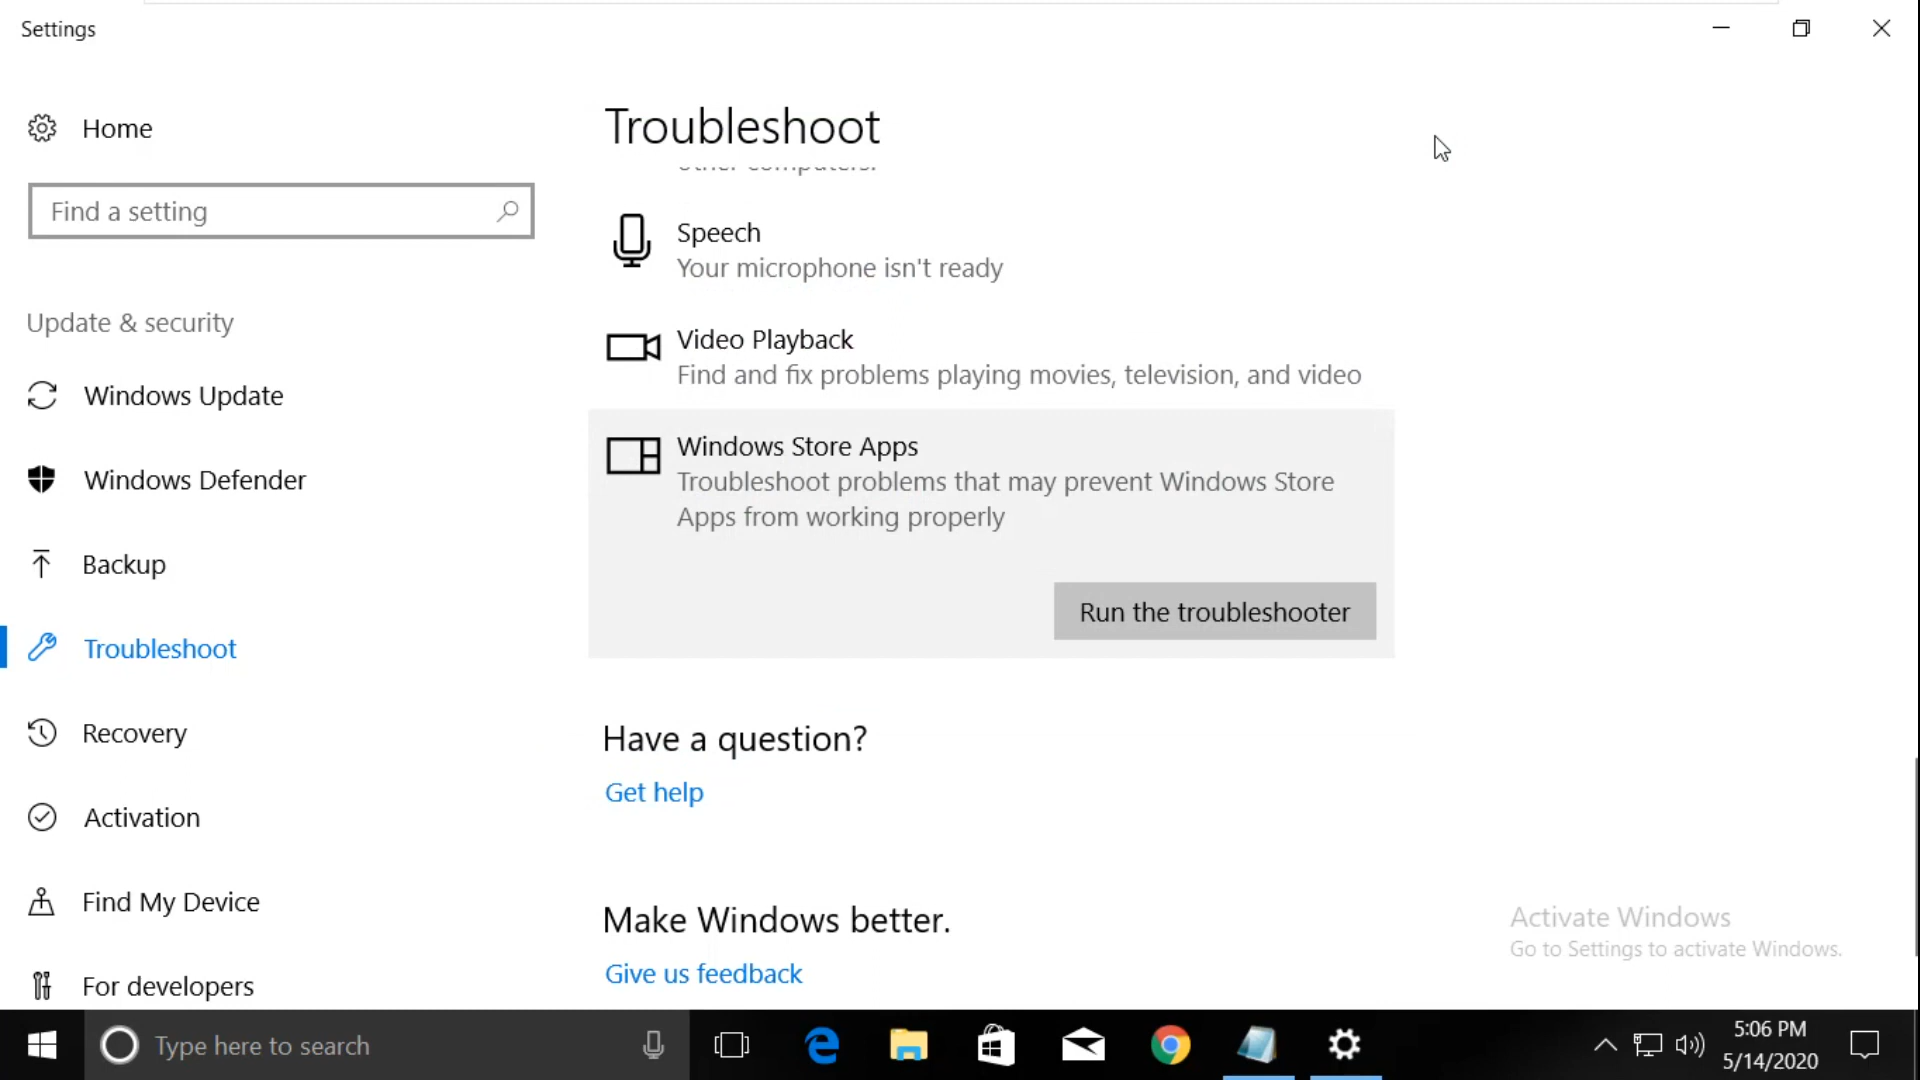 Settings
Home
Find a setting
Update & security
Windows Update
Windows Defender
Backup
Troubleshoot
Recovery
Activation
Find My Device
For developers
Troubleshoot
other computers.
Speech
Your microphone isn't ready
Video Playback
Find and fix problems playing movies, television, and video
Windows Store Apps
Troubleshoot problems that may prevent Windows Store
Apps from working properly
Run the troubleshooter
Have a question?
Get help
Make Windows better.
Give us feedback
Activate Windows
Go to Settings to activate Windows.
Type here to search
5:06 PM
5/14/2020